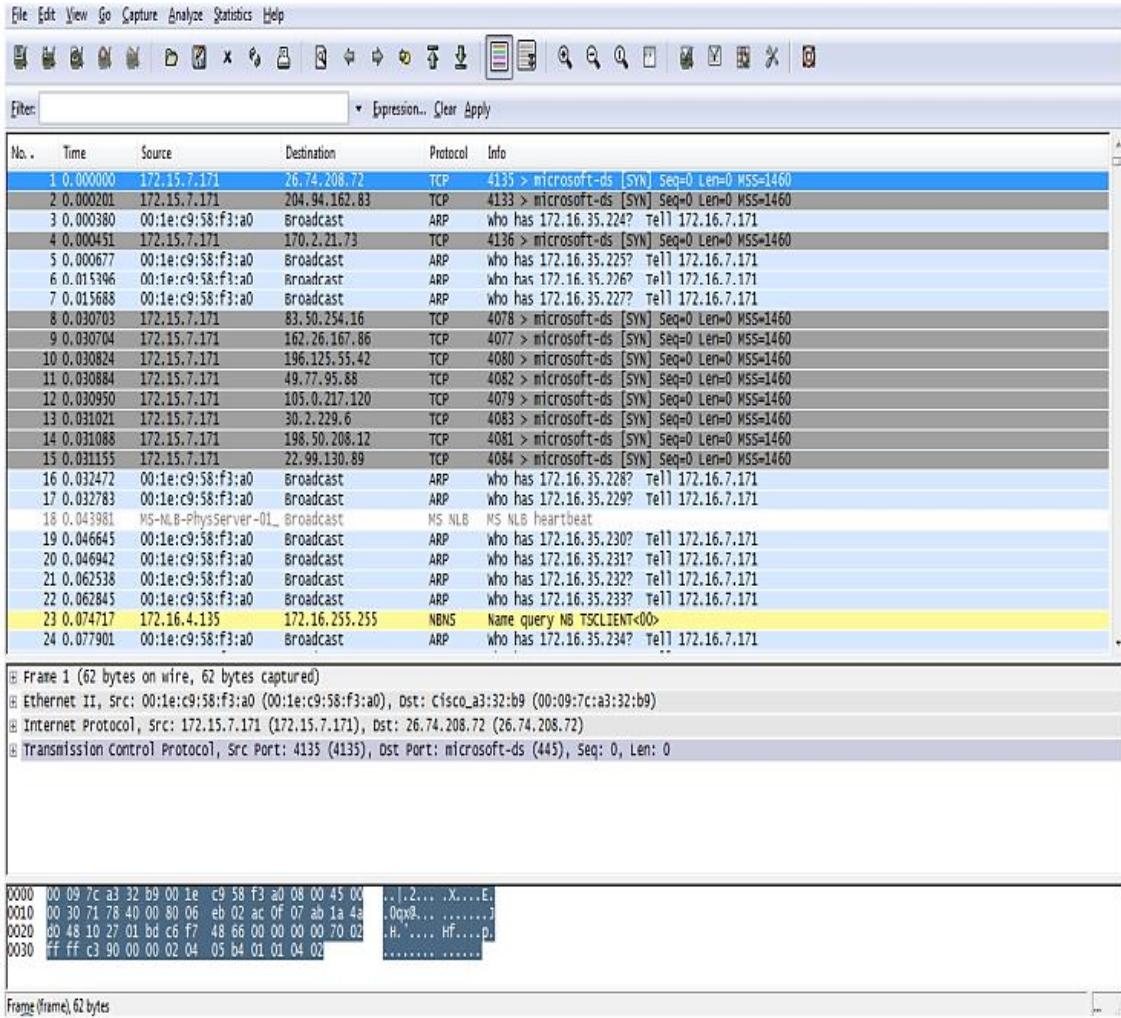 File Edit View Go Capture Analyze Statistics Help
Filter: Expression... Clear Apply
No. . Time Source Destination Protocol Info
1 0.000000 172.15.7.171 26.74.208.72 TCP 4135 > microsoft-ds [SYN] Seq=0 Len=0 MSS=1460
2 0.000201 172.15.7.171 204.94.162.83 TCP 4133 > microsoft-ds [SYN] Seq=0 Len=0 MSS=1460
3 0.000380 00:1e:c9:58:f3:a0 Broadcast ARP Who has 172.16.35.224? Tell 172.16.7.171
4 0.000451 172.15.7.171 170.2.21.73 TCP 4136 > microsoft-ds [SYN] Seq=0 Len=0 MSS=1460
5 0.000677 00:1e:c9:58:f3:a0 Broadcast ARP Who has 172.16.35.225? Tell 172.16.7.171
6 0.015396 00:1e:c9:58:f3:a0 Broadcast ARP Who has 172.16.35.226? Tell 172.16.7.171
7 0.015688 00:1e:c9:58:f3:a0 Broadcast ARP Who has 172.16.35.227? Tell 172.16.7.171
8 0.030703 172.15.7.171 83.50.254.16 TCP 4078 > microsoft-ds [SYN] Seq=0 Len=0 MSS=1460
9 0.030704 172.15.7.171 162.26.167.86 TCP 4077 > microsoft-ds [SYN] Seq=0 Len=0 MSS=1460
10 0.030824 172.15.7.171 196.125.55.42 TCP 4080 > microsoft-ds [SYN] Seq=0 Len=0 MSS=1460
11 0.030884 172.15.7.171 49.77.95.88 TCP 4082 > microsoft-ds [SYN] Seq=0 Len=0 MSS=1460
12 0.030950 172.15.7.171 105.0.217.120 TCP 4079 > microsoft-ds [SYN] Seq=0 Len=0 MSS=1460
13 0.031021 172.15.7.171 30.2.229.6 TCP 4083 > microsoft-ds [SYN] Seq=0 Len=0 MSS=1460
14 0.031088 172.15.7.171 198.50.208.12 TCP 4081 > microsoft-ds [SYN] Seq=0 Len=0 MSS=1460
15 0.031155 172.15.7.171 22.99.130.89 TCP 4084 > microsoft-ds [SYN] Seq=0 Len=0 MSS=1460
16 0.032472 00:1e:c9:58:f3:a0 Broadcast ARP Who has 172.16.35.228? Tell 172.16.7.171
17 0.032783 00:1e:c9:58:f3:a0 Broadcast ARP Who has 172.16.35.229? Tell 172.16.7.171
18 0.043981 MS-NLB-PhysServer-01_ Broadcast MS NLB MS NLB heartbeat
19 0.046645 00:1e:c9:58:f3:a0 Broadcast ARP Who has 172.16.35.230? Tell 172.16.7.171
20 0.046942 00:1e:c9:58:f3:a0 Broadcast ARP Who has 172.16.35.231? Tell 172.16.7.171
21 0.062538 00:1e:c9:58:f3:a0 Broadcast ARP Who has 172.16.35.232? Tell 172.16.7.171
22 0.062845 00:1e:c9:58:f3:a0 Broadcast ARP Who has 172.16.35.233? Tell 172.16.7.171
23 0.074717 172.16.4.135 172.16.255.255 NBNS Name query NB TSCLIENT<00>
24 0.077901 00:1e:c9:58:f3:a0 Broadcast ARP Who has 172.16.35.234? Tell 172.16.7.171
Frame 1 (62 bytes on wire, 62 bytes captured)
Ethernet II, Src: 00:1e:c9:58:f3:a0 (00:1e:c9:58:f3:a0), Dst: Cisco_a3:32:b9 (00:09:7c:a3:32:b9)
Internet Protocol, Src: 172.15.7.171 (172.15.7.171), Dst: 26.74.208.72 (26.74.208.72)
Transmission Control Protocol, Src Port: 4135 (4135), Dst Port: microsoft-ds (445), Seq: 0, Len: 0
0000 00 09 7c a3 32 b9 00 1e c9 58 f3 a0 08 00 45 00 ..|.2... .X....E.
0010 00 30 71 78 40 00 80 06 eb 02 ac 0f 07 ab 1a 4a .0qx@... .......J
0020 d0 48 10 27 01 bd c6 f7 48 66 00 00 00 00 70 02 .H.'.... Hf....p.
0030 ff ff c3 90 00 00 02 04 05 b4 01 01 04 02 ........ ......
Frame (frame), 62 bytes